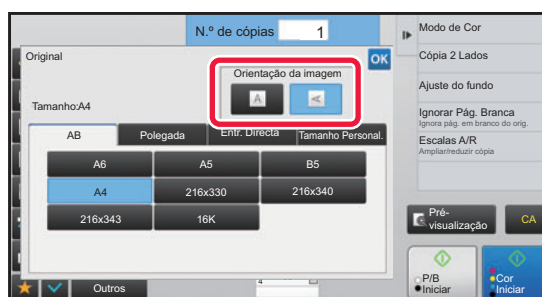 N.º de cópias
1
Original
OK
Orientação da imagem
A
A
Tamanho:A4
AB
Polegada
Entr. Directa
Tamanho Personal.
A6
A5
B5
A4
216x330
216x340
216x343
16K
Outros
Modo de Cor
Cópia 2 Lados
Ajuste do fundo
Ignorar Pág. Branca
Ignora pág. em branco do orig.
Escalas A/R
Ampliar/reduzir cópia
Pré-
visualização
CA
P/B
Iniciar
Cor
Iniciar